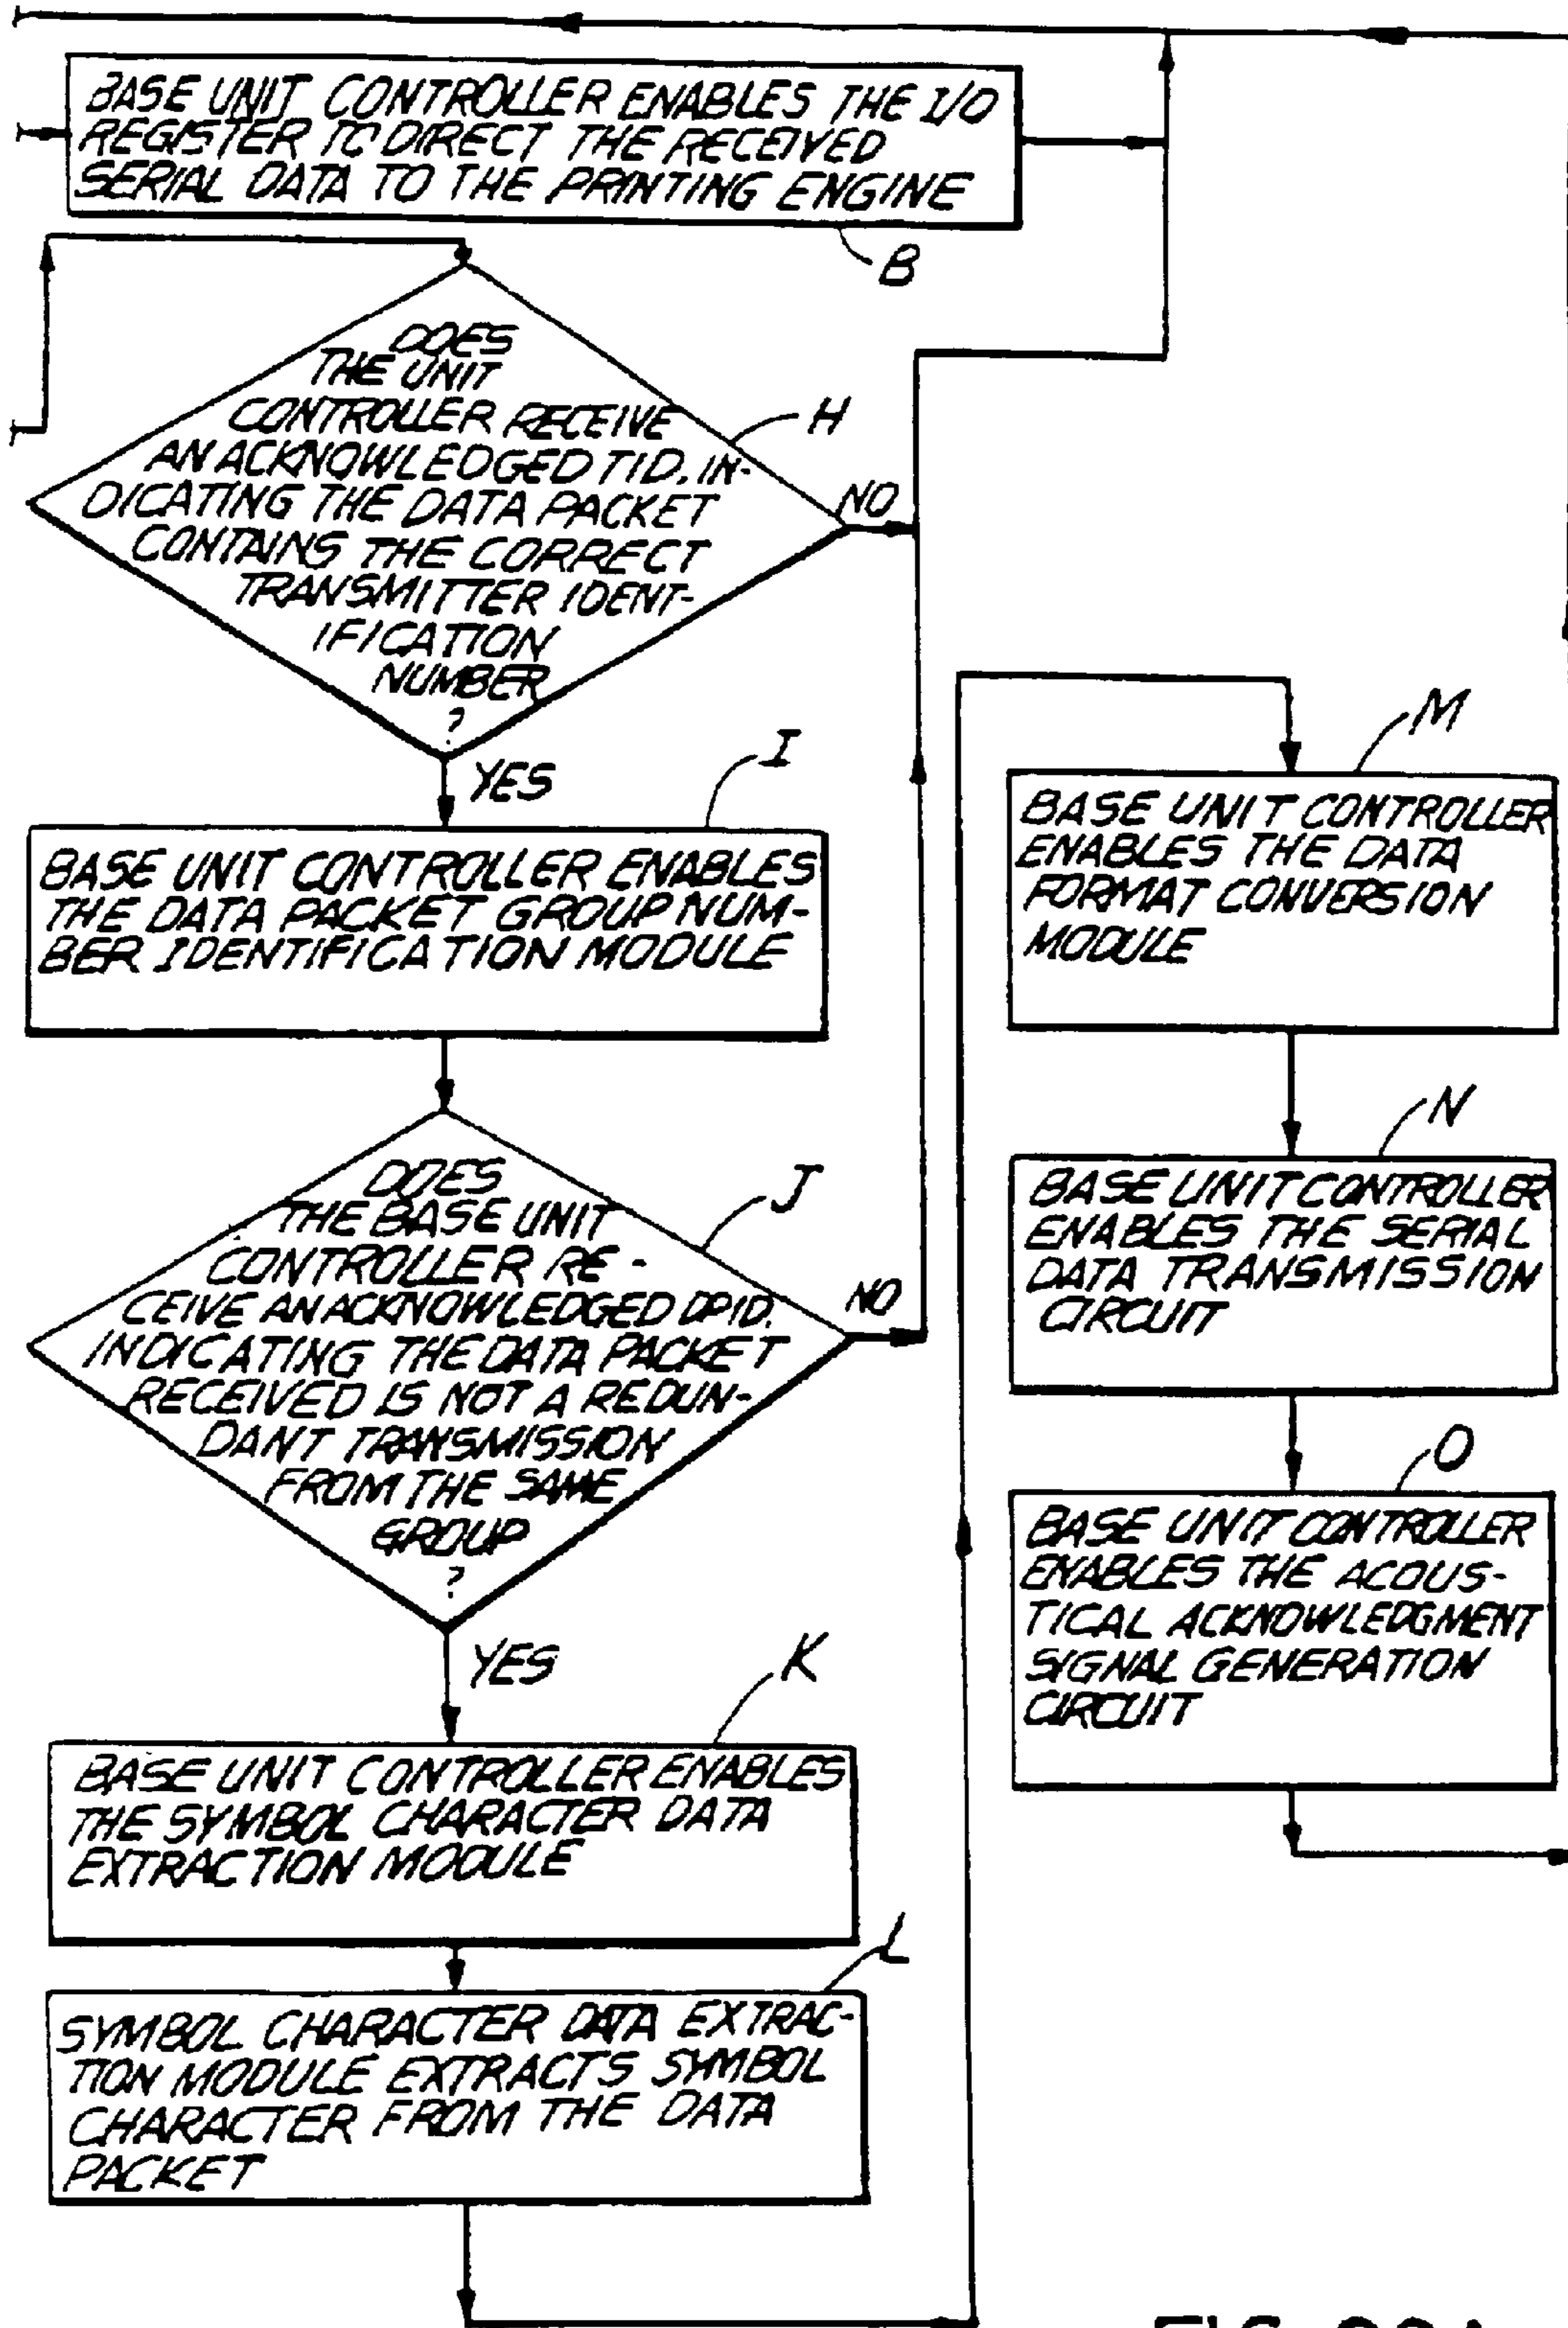 BASE UNIT CONTROLLER ENABLES THE I/O
REGISTER TO DIRECT THE RECEIVED
SERIAL DATA TO THE PRINTING ENGINE
B
DOES
THE UNIT
CONTROLLER RECEIVE
AN ACKNOWLEDGED TID, IN-
DICATING THE DATA PACKET
CONTAINS THE CORRECT
TRANSMITTER IDENT-
IFICATION
NUMBER
?
H
NO
YES
I
BASE UNIT CONTROLLER ENABLES
THE DATA PACKET GROUP NUM-
BER IDENTIFICATION MODULE
DOES
THE BASE UNIT
CONTROLLER RE-
CEIVE AN ACKNOWLEDGED DPID,
INDICATING THE DATA PACKET
RECEIVED IS NOT A REDUN-
DANT TRANSMISSION
FROM THE SAME
GROUP
?
J
NO
YES
K
BASE UNIT CONTROLLER ENABLES
THE SYMBOL CHARACTER DATA
EXTRACTION MODULE
L
SYMBOL CHARACTER DATA EXTRAC-
TION MODULE EXTRACTS SYMBOL
CHARACTER FROM THE DATA
PACKET
M
BASE UNIT CONTROLLER
ENABLES THE DATA
FORMAT CONVERSION
MODULE
N
BASE UNIT CONTROLLER
ENABLES THE SERIAL
DATA TRANSMISSION
CIRCUIT
O
BASE UNIT CONTROLLER
ENABLES THE ACOUS-
TICAL ACKNOWLEDGMENT
SIGNAL GENERATION
CIRCUIT